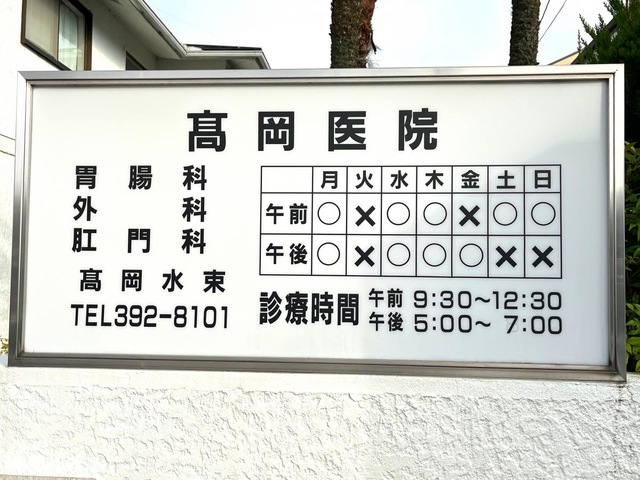 髙岡医院
胃腸科
外科
肛門科
髙岡水束
TEL392-8101
月 火 水 木 金 土 日
午前 ○ × ○ ○ × ○ ○
午後 ○ × ○ ○ ○ × ×
診療時間
午前 9:30〜12:30
午後 5:00〜 7:00